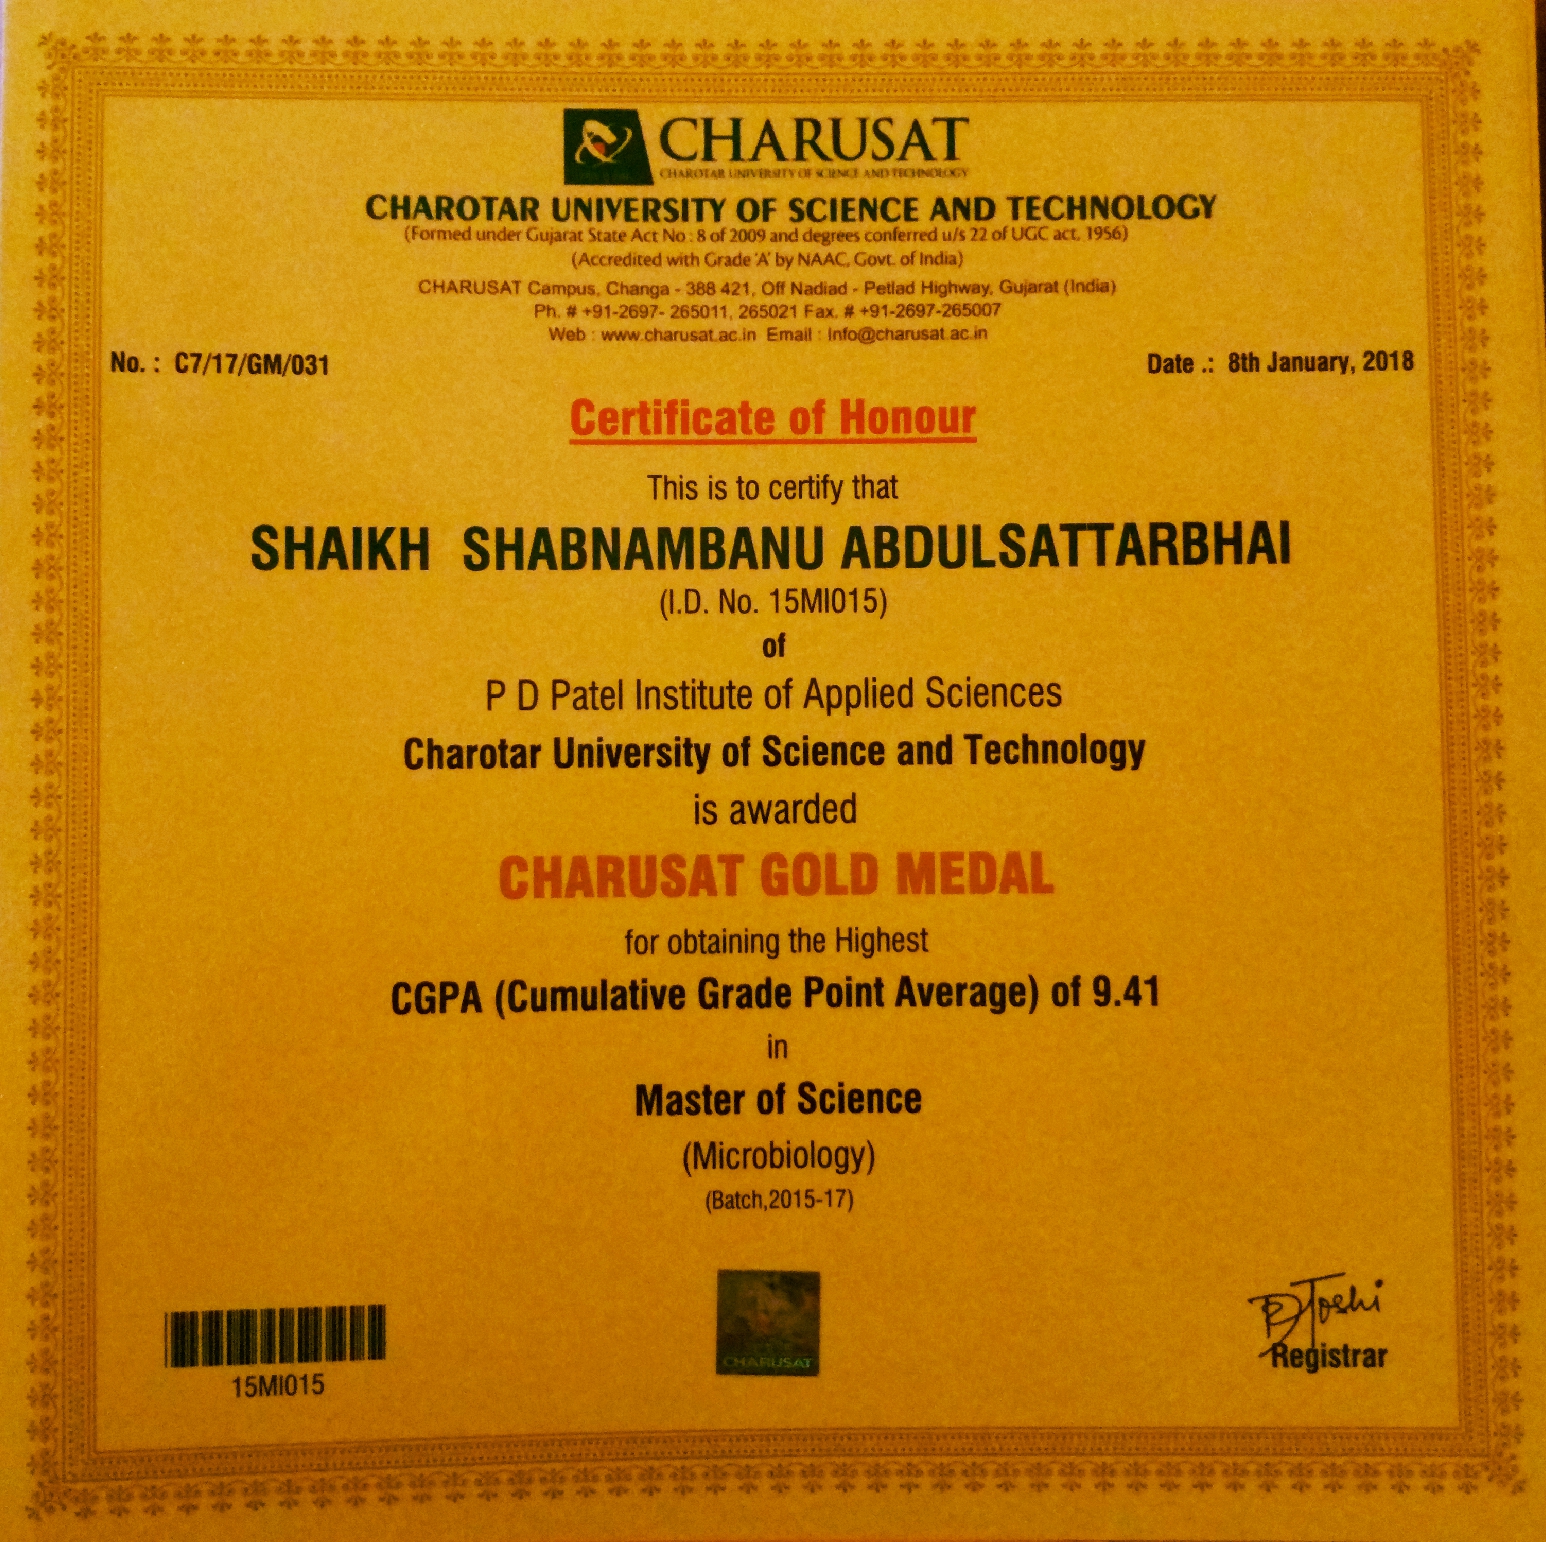 CHARUSAT
CHAROTAR UNIVERSITY OF SCIENCE AND TECHNOLOGY
CHAROTAR UNIVERSITY OF SCIENCE AND TECHNOLOGY
(Formed under Gujarat State Act No : 8 of 2009 and degrees conferred u/s 22 of UGC act, 1956)
(Accredited with Grade 'A' by NAAC, Govt. of India)
CHARUSAT Campus, Changa - 388 421, Off Nadiad - Petlad Highway, Gujarat (India)
Ph. # +91-2697- 265011, 265021 Fax. # +91-2697-265007
Web : www.charusat.ac.in Email : Info@charusat.ac.in
No. : C7/17/GM/031 Date .: 8th January, 2018
Certificate of Honour
This is to certify that
SHAIKH SHABNAMBANU ABDULSATTARBHAI
(I.D. No. 15MI015)
of
P D Patel Institute of Applied Sciences
Charotar University of Science and Technology
is awarded
CHARUSAT GOLD MEDAL
for obtaining the Highest
CGPA (Cumulative Grade Point Average) of 9.41
in
Master of Science
(Microbiology)
(Batch,2015-17)
15MI015
CHARUSAT
RJoshi
Registrar